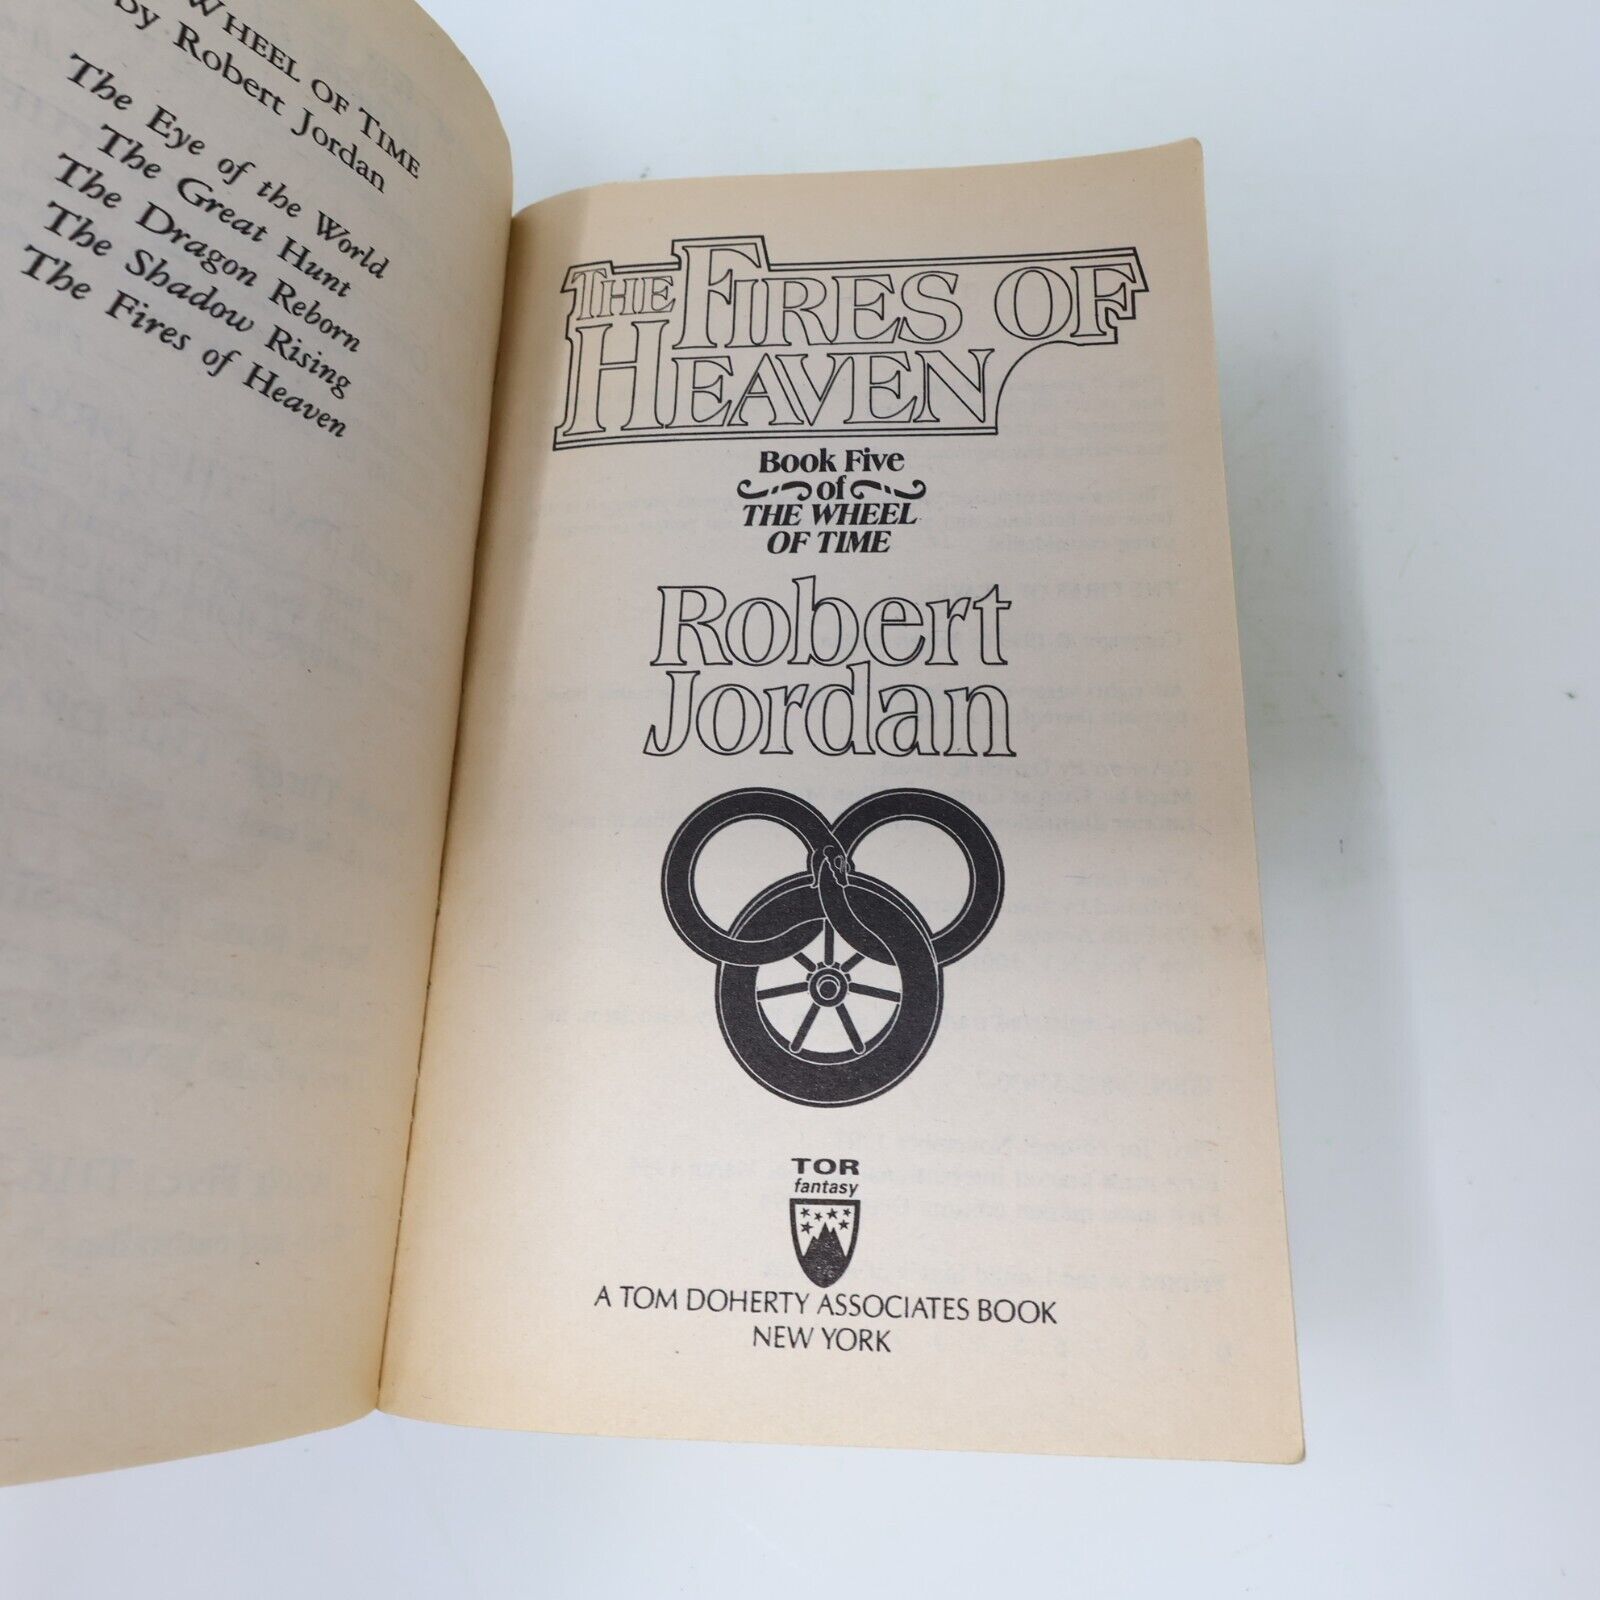 WHEEL OF TIME
By Robert Jordan
The Eye of the World
The Great Hunt
The Dragon Reborn
The Shadow Rising
The Fires of Heaven
THE FIRES OF
HEAVEN
Book Five
of
THE WHEEL
OF TIME
Robert
Jordan
TOR
fantasy
A TOM DOHERTY ASSOCIATES BOOK
NEW YORK